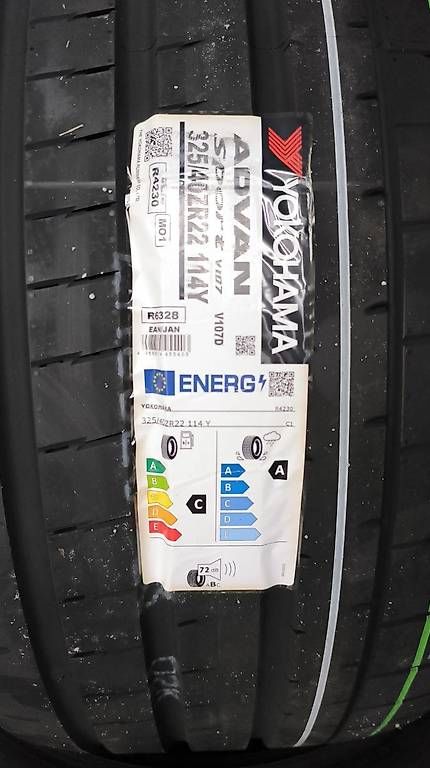 YOKOHAMA
ADVAN
Sport V107
325/40ZR22 114Y
V107D
R4230
MO1
R6328
EAN/JAN
ENERG
YOKOHAMA
R4230
325/40ZR22 114 Y
C1
A
B
C
D
E
C
A
B
C
D
E
A
72 dB
ABC